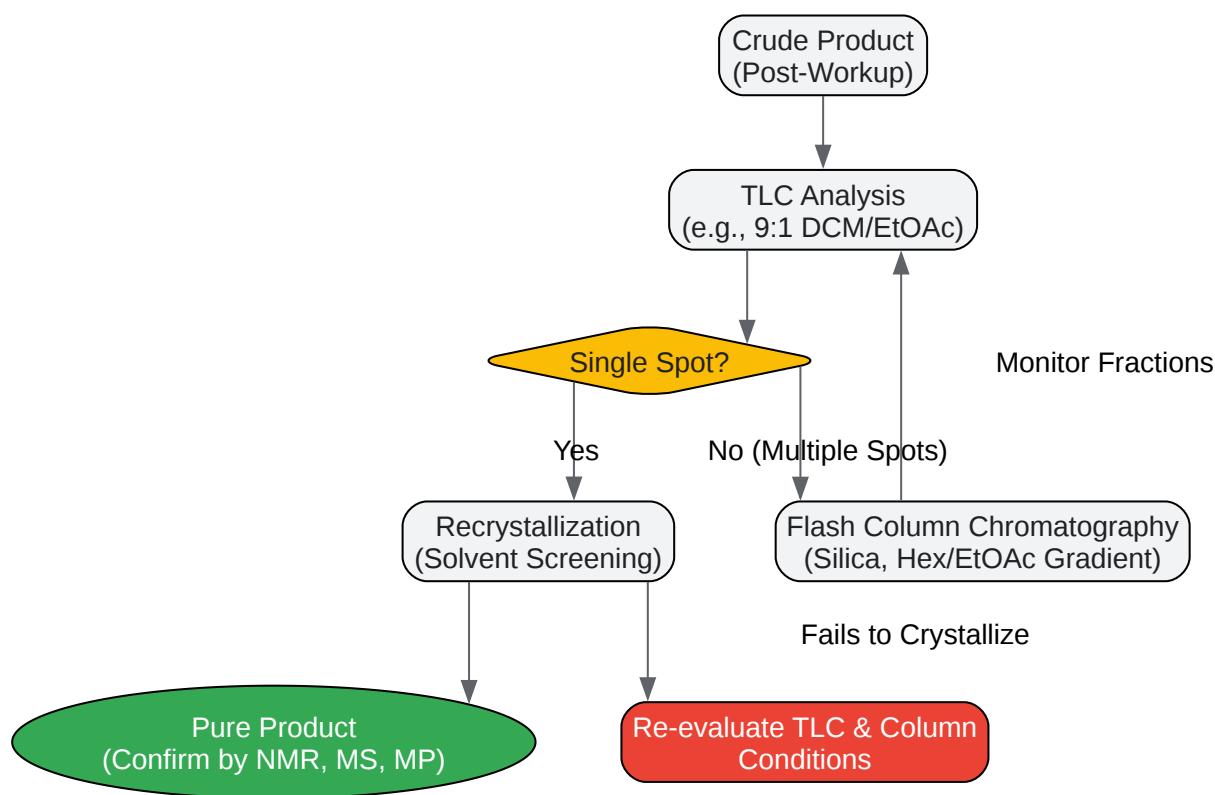 Crude Product
(Post-Workup)
TLC Analysis
(e.g., 9:1 DCM/EtOAc)
Single Spot?
Monitor Fractions
Yes
No (Multiple Spots)
Recrystallization
(Solvent Screening)
Flash Column Chromatography
(Silica, Hex/EtOAc Gradient)
Fails to Crystallize
Pure Product
(Confirm by NMR, MS, MP)
Re-evaluate TLC & Column
Conditions